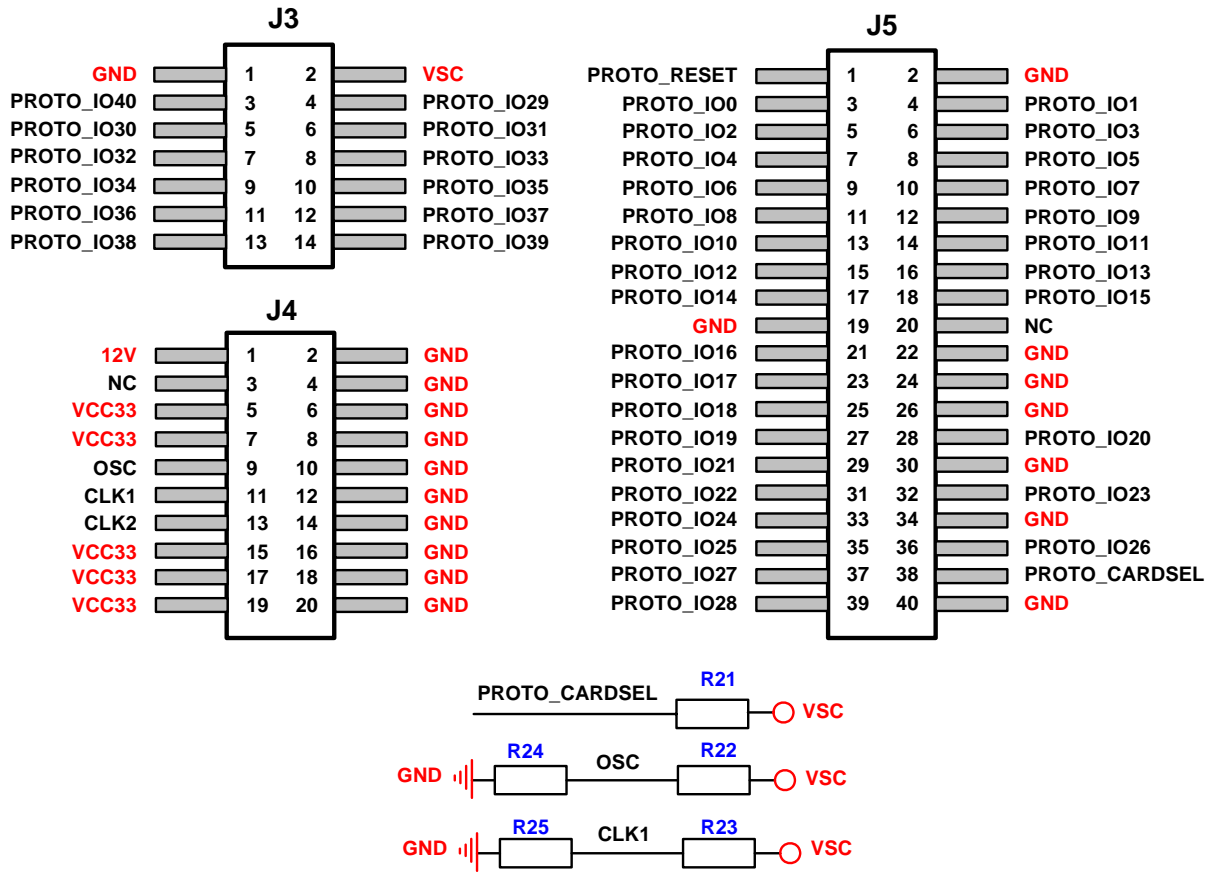 J3
GND 1 2 VSC
PROTO_IO40 3 4 PROTO_IO29
PROTO_IO30 5 6 PROTO_IO31
PROTO_IO32 7 8 PROTO_IO33
PROTO_IO34 9 10 PROTO_IO35
PROTO_IO36 11 12 PROTO_IO37
PROTO_IO38 13 14 PROTO_IO39
J4
12V 1 2 GND
NC 3 4 GND
VCC33 5 6 GND
VCC33 7 8 GND
OSC 9 10 GND
CLK1 11 12 GND
CLK2 13 14 GND
VCC33 15 16 GND
VCC33 17 18 GND
VCC33 19 20 GND
J5
PROTO_RESET 1 2 GND
PROTO_IO0 3 4 PROTO_IO1
PROTO_IO2 5 6 PROTO_IO3
PROTO_IO4 7 8 PROTO_IO5
PROTO_IO6 9 10 PROTO_IO7
PROTO_IO8 11 12 PROTO_IO9
PROTO_IO10 13 14 PROTO_IO11
PROTO_IO12 15 16 PROTO_IO13
PROTO_IO14 17 18 PROTO_IO15
GND 19 20 NC
PROTO_IO16 21 22 GND
PROTO_IO17 23 24 GND
PROTO_IO18 25 26 GND
PROTO_IO19 27 28 PROTO_IO20
PROTO_IO21 29 30 GND
PROTO_IO22 31 32 PROTO_IO23
PROTO_IO24 33 34 GND
PROTO_IO25 35 36 PROTO_IO26
PROTO_IO27 37 38 PROTO_CARDSEL
PROTO_IO28 39 40 GND
PROTO_CARDSEL R21 VSC
GND R24 OSC R22 VSC
GND R25 CLK1 R23 VSC